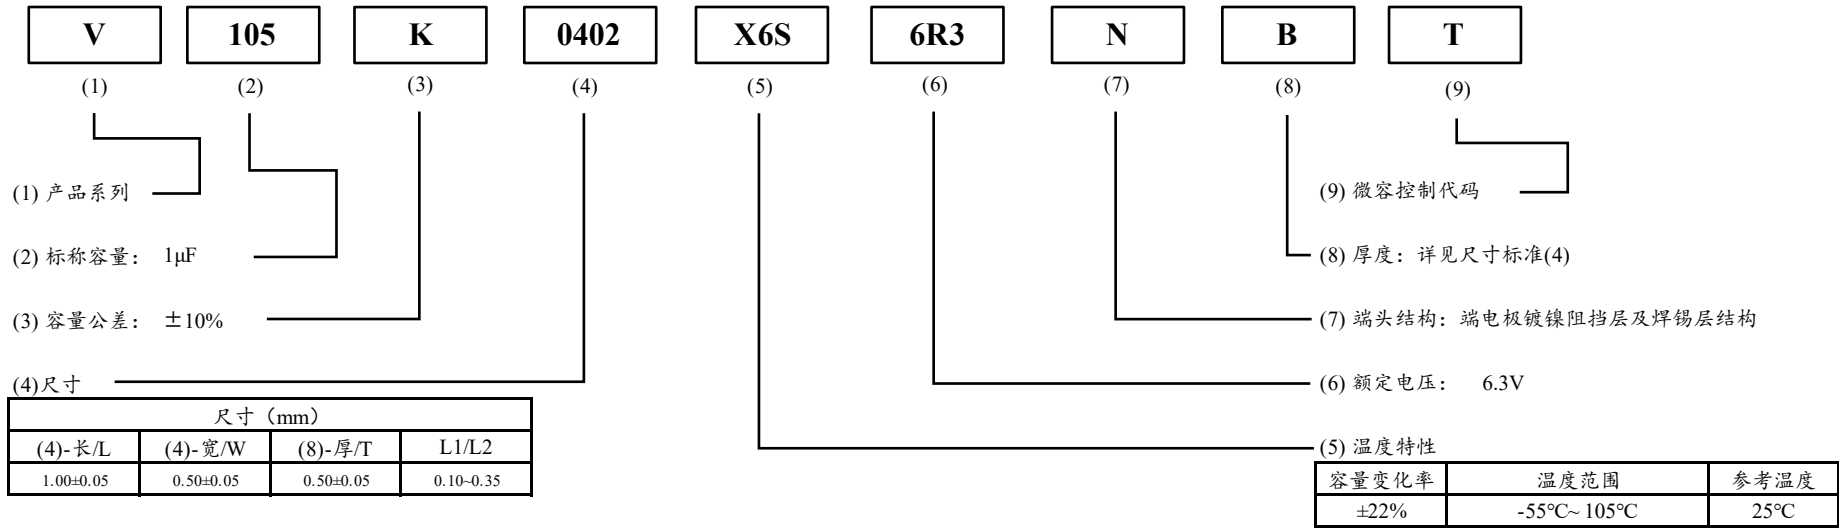 V 105 K 0402 X6S 6R3 N B T
(1) (2) (3) (4) (5) (6) (7) (8) (9)
(1) 产品系列
(9) 微容控制代码
(2) 标称容量： 1μF
(8) 厚度：详见尺寸标准(4)
(3) 容量公差： ±10%
(7) 端头结构：端电极镀镍阻挡层及焊锡层结构
(4)尺寸
(6) 额定电压： 6.3V
尺寸（mm）
(4)-长/L (4)-宽/W (8)-厚/T L1/L2
1.00±0.05 0.50±0.05 0.50±0.05 0.10~0.35
(5) 温度特性
容量变化率 温度范围 参考温度
±22% -55℃~ 105℃ 25℃